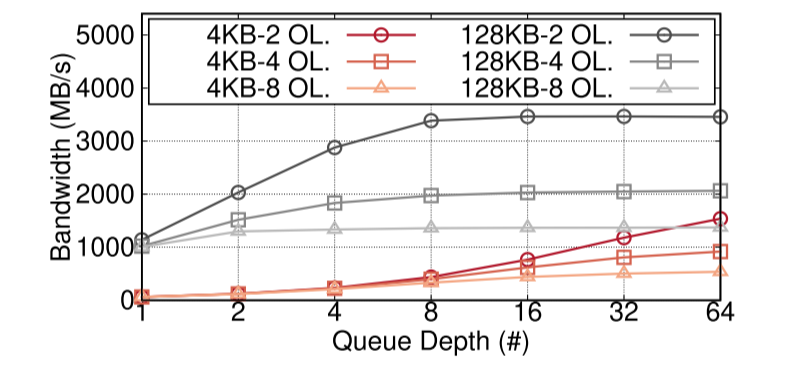 5000
4000
3000
2000
1000
0
Bandwidth (MB/s)
4KB-2 OL.
4KB-4 OL.
4KB-8 OL.
128KB-2 OL.
128KB-4 OL.
128KB-8 OL.
1 2 4 8 16 32 64
Queue Depth (#)